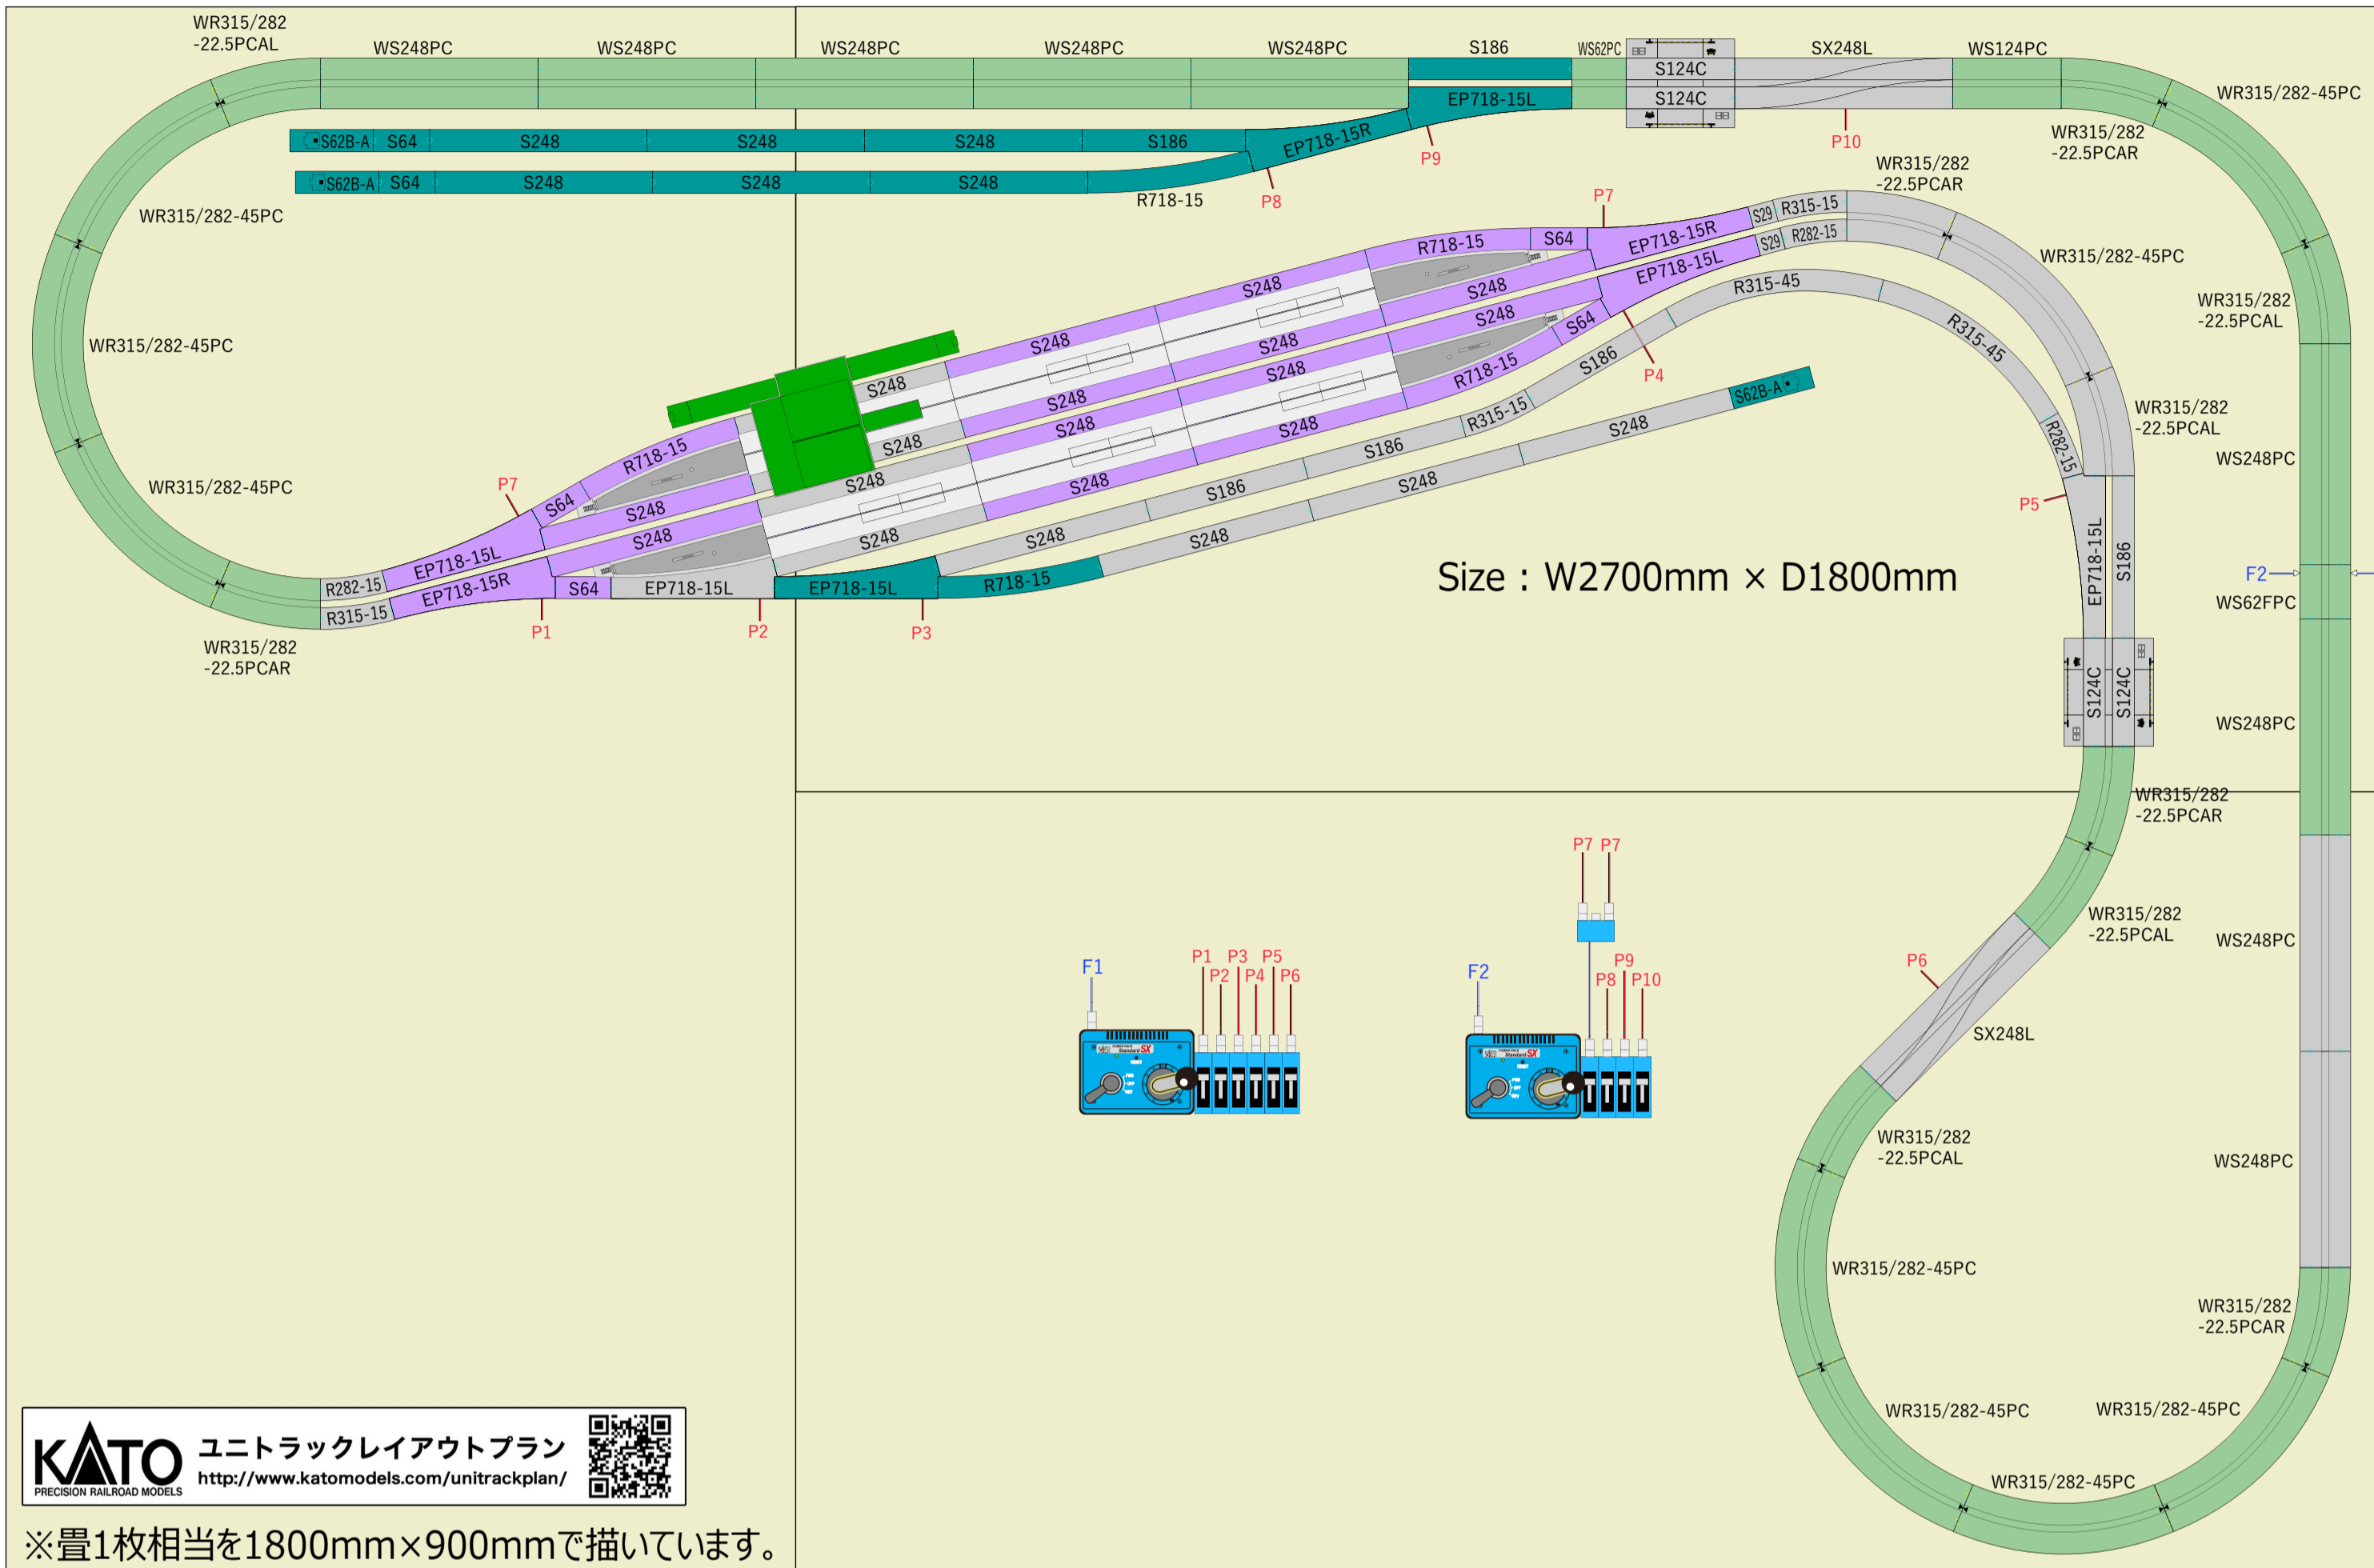 WR315/282
-22.5PCAL
WS248PC
WS248PC
WS248PC
WS248PC
WS248PC
S186
WS62PC
S124C
SX248L
WS124PC
S124C
EP718-15L
WR315/282-45PC
P10
P9
EP718-15R
S62B-A
S64
S248
S248
S248
S186
WR315/282
-22.5PCAR
WR315/282
-22.5PCAR
S62B-A
S64
S248
S248
S248
R718-15
P8
P7
WR315/282-45PC
R718-15
S64
EP718-15R
S29
R315-15
S29
R282-15
EP718-15L
WR315/282-45PC
S248
S248
S248
R315-45
R315-45
WR315/282
-22.5PCAL
WR315/282-45PC
S248
S248
S248
S64
S186
P4
S248
S248
S248
R718-15
R315-15
S62B-A
WR315/282
-22.5PCAL
R282-15
WS248PC
S248
S248
S248
S186
S248
R718-15
P7
S64
S248
S248
S248
S186
S248
P5
WR315/282-45PC
S248
S248
S248
S248
EP718-15L
S186
EP718-15L
EP718-15R
R282-15
R315-15
S64
EP718-15L
EP718-15L
R718-15
Size : W2700mm × D1800mm
F2
WS62FPC
P1
P2
P3
WR315/282
-22.5PCAR
S124C
S124C
WS248PC
WR315/282
-22.5PCAR
P7 P7
WR315/282
-22.5PCAL
WS248PC
F1
P1
P2
P3
P4
P5
P6
F2
P8
P9
P10
P6
SX248L
Standard SX
Standard SX
WR315/282
-22.5PCAL
WS248PC
WR315/282-45PC
WR315/282
-22.5PCAR
WR315/282-45PC
WR315/282-45PC
WR315/282-45PC
KATO
PRECISION RAILROAD MODELS
ユニトラックレイアウトプラン
http://www.katomodels.com/unitrackplan/
※畳1枚相当を1800mm×900mmで描いています。